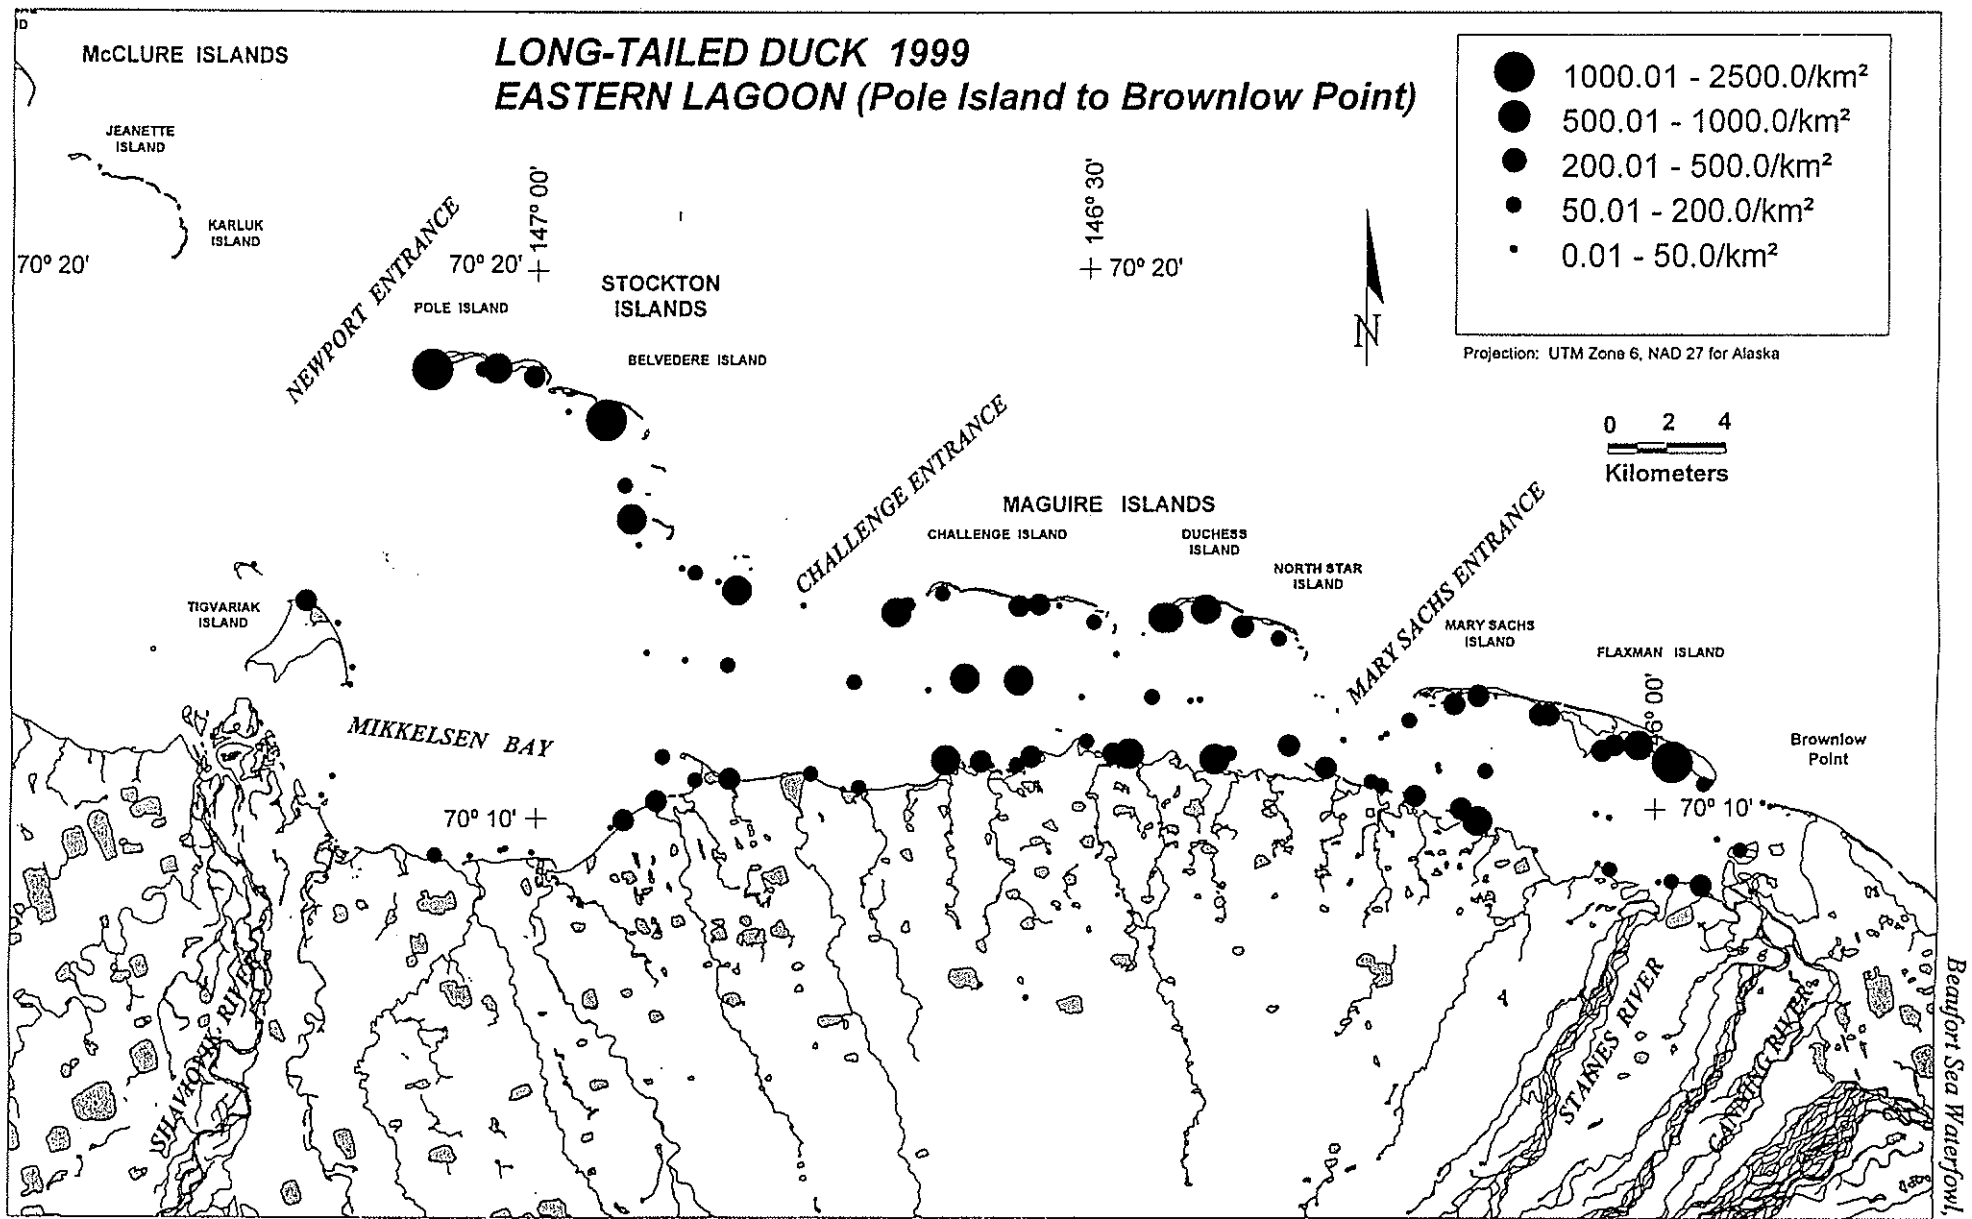 LONG-TAILED DUCK 1999
EASTERN LAGOON (Pole Island to Brownlow Point)
1000.01 - 2500.0/km²
500.01 - 1000.0/km²
200.01 - 500.0/km²
50.01 - 200.0/km²
0.01 - 50.0/km²
Projection: UTM Zone 6, NAD 27 for Alaska
McCLURE ISLANDS
JEANETTE
ISLAND
KARLUK
ISLAND
70° 20'
NEWPORT ENTRANCE
147° 00'
70° 20'
146° 30'
70° 20'
N
STOCKTON
ISLANDS
POLE ISLAND
BELVEDERE ISLAND
0 2 4
Kilometers
CHALLENGE ENTRANCE
MAGUIRE ISLANDS
CHALLENGE ISLAND
DUCHESS
ISLAND
NORTH STAR
ISLAND
MARY SACHS ENTRANCE
TIGVARIAK
ISLAND
MARY SACHS
ISLAND
FLAXMAN ISLAND
6° 00'
MIKKELSEN BAY
Brownlow
Point
70° 10'
70° 10'
SHAVIOVIK RIVER
STAINES RIVER
CANNING RIVER
Beaufort Sea Waterfowl,